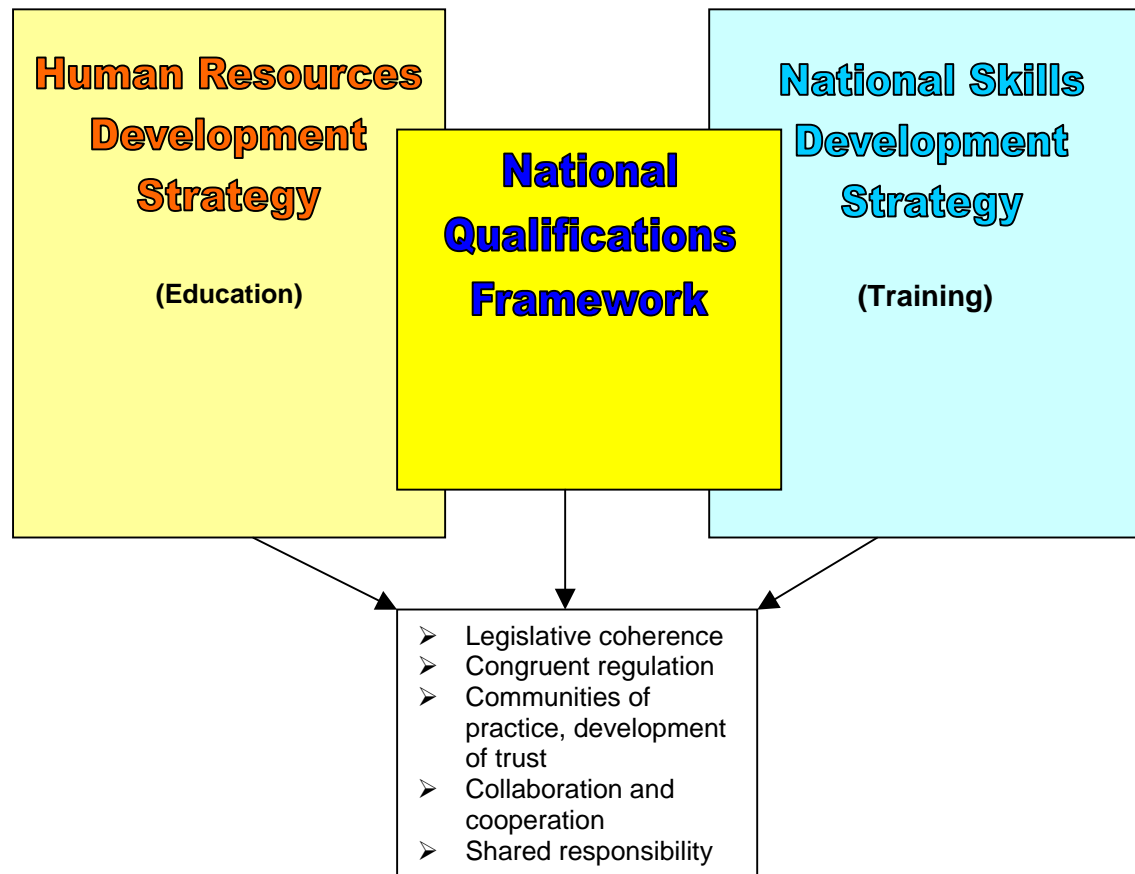 Human Resources
Development
Strategy
(Education)
National
Qualifications
Framework
National Skills
Development
Strategy
(Training)
➢ Legislative coherence
➢ Congruent regulation
➢ Communities of
practice, development
of trust
➢ Collaboration and
cooperation
➢ Shared responsibility